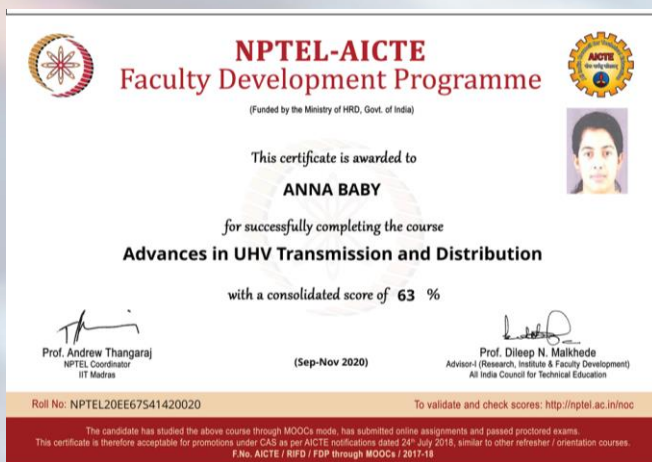 NPTEL-AICTE
Faculty Development Programme
(Funded by the Ministry of HRD, Govt. of India)
AICTE
This certificate is awarded to
ANNA BABY
for successfully completing the course
Advances in UHV Transmission and Distribution
with a consolidated score of 63 %
Prof. Andrew Thangaraj
NPTEL Coordinator
IIT Madras
(Sep-Nov 2020)
Prof. Dileep N. Malkhede
Advisor-I (Research, Institute & Faculty Development)
All India Council for Technical Education
Roll No: NPTEL20EE67S41420020
To validate and check scores: http://nptel.ac.in/noc
The candidate has studied the above course through MOOCs mode, has submitted online assignments and passed proctored exams.
This certificate is therefore acceptable for promotions under CAS as per AICTE notifications dated 24th July 2018, similar to other refresher / orientation courses.
F.No. AICTE / RIFD / FDP through MOOCs / 2017-18